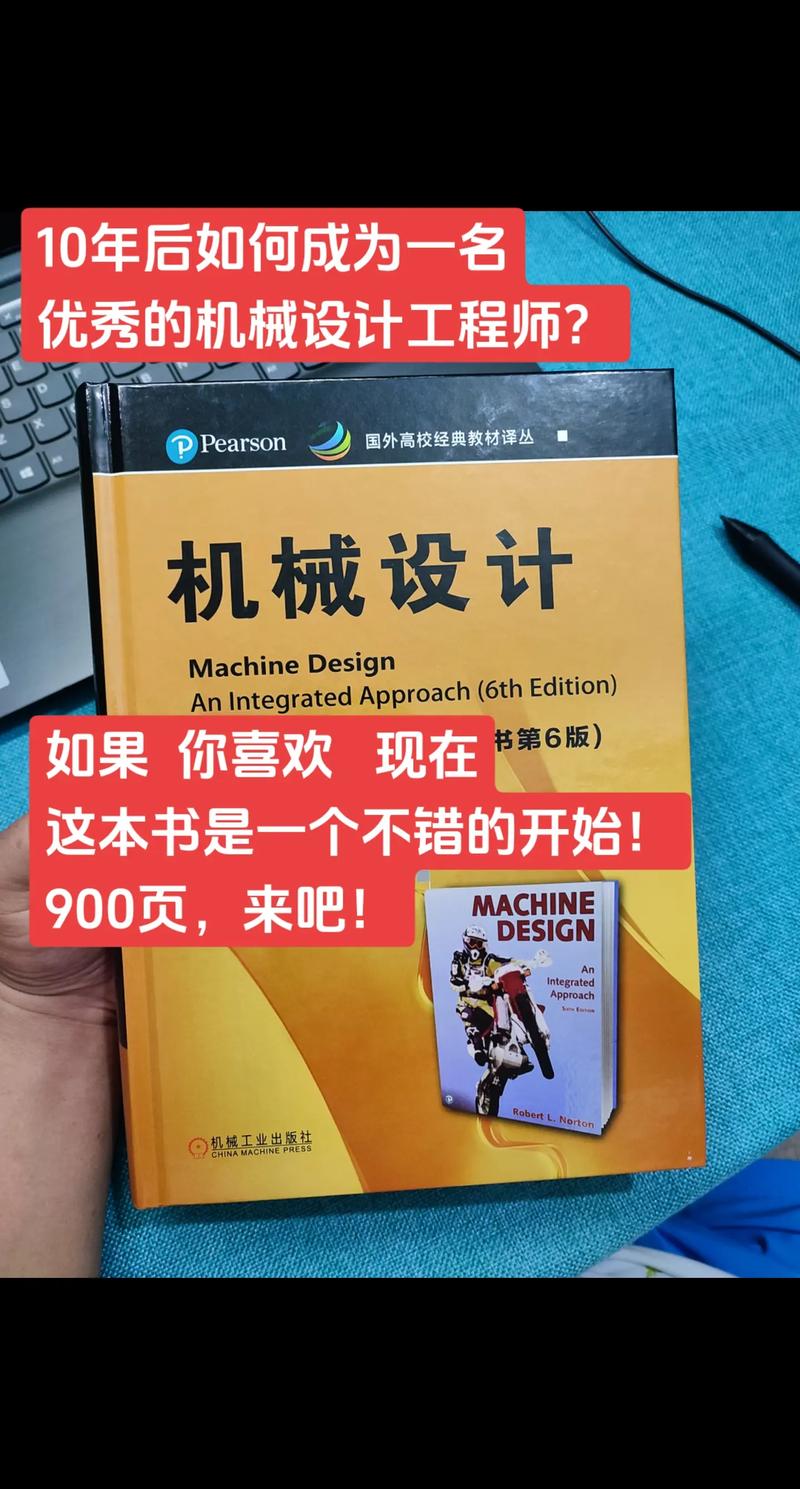 10年后如何成为一名
优秀的机械设计工程师？
Pearson
国外高校经典教材译丛
机械设计
Machine Design
An Integrated Approach (6th Edition)
书第6版）
如果 你喜欢 现在
这本书是一个不错的开始！
900页，来吧！
MACHINE
DESIGN
An
Integrated
Approach
SIXTH EDITION
Robert L. Norton
机械工业出版社
CHINA MACHINE PRESS